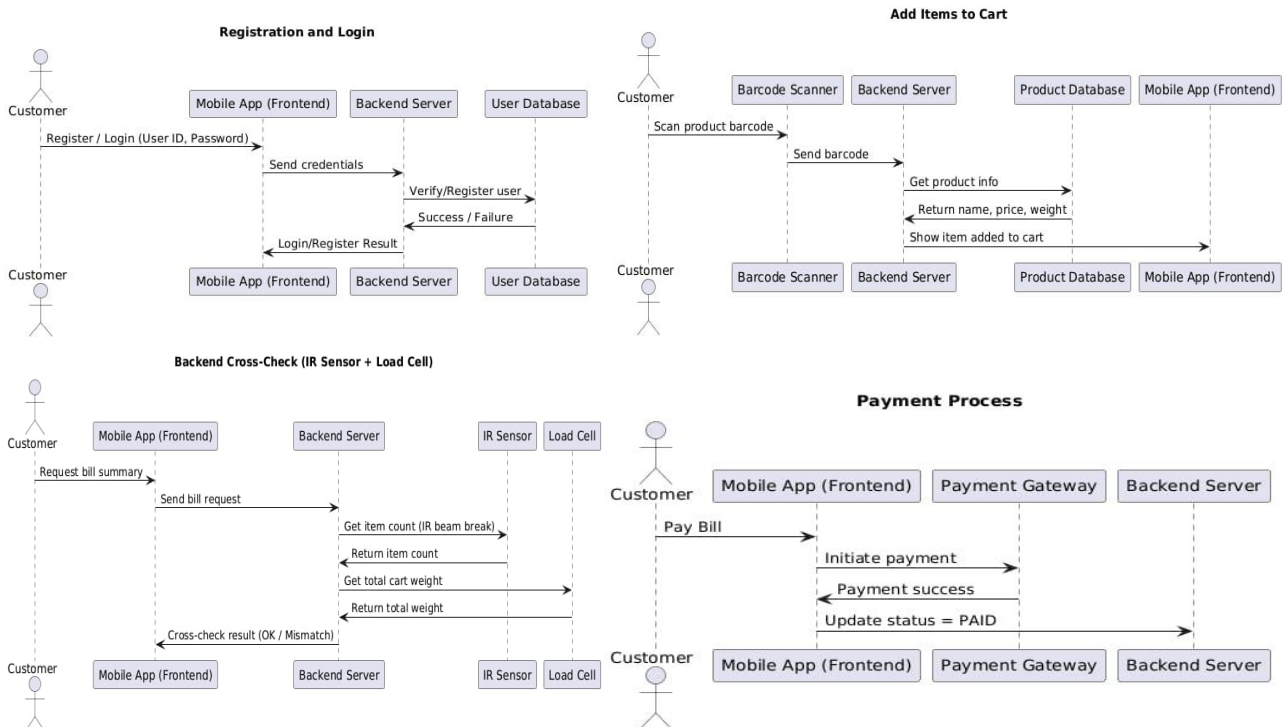 Registration and Login
Customer
Mobile App (Frontend)
Backend Server
User Database
Register / Login (User ID, Password)
Send credentials
Verify/Register user
Success / Failure
Login/Register Result
Customer
Mobile App (Frontend)
Backend Server
User Database
Add Items to Cart
Customer
Barcode Scanner
Backend Server
Product Database
Mobile App (Frontend)
Scan product barcode
Send barcode
Get product info
Return name, price, weight
Show item added to cart
Customer
Barcode Scanner
Backend Server
Product Database
Mobile App (Frontend)
Backend Cross-Check (IR Sensor + Load Cell)
Customer
Mobile App (Frontend)
Backend Server
IR Sensor
Load Cell
Request bill summary
Send bill request
Get item count (IR beam break)
Return item count
Get total cart weight
Return total weight
Cross-check result (OK / Mismatch)
Customer
Mobile App (Frontend)
Backend Server
IR Sensor
Load Cell
Payment Process
Customer
Mobile App (Frontend)
Payment Gateway
Backend Server
Pay Bill
Initiate payment
Payment success
Update status = PAID
Customer
Mobile App (Frontend)
Payment Gateway
Backend Server